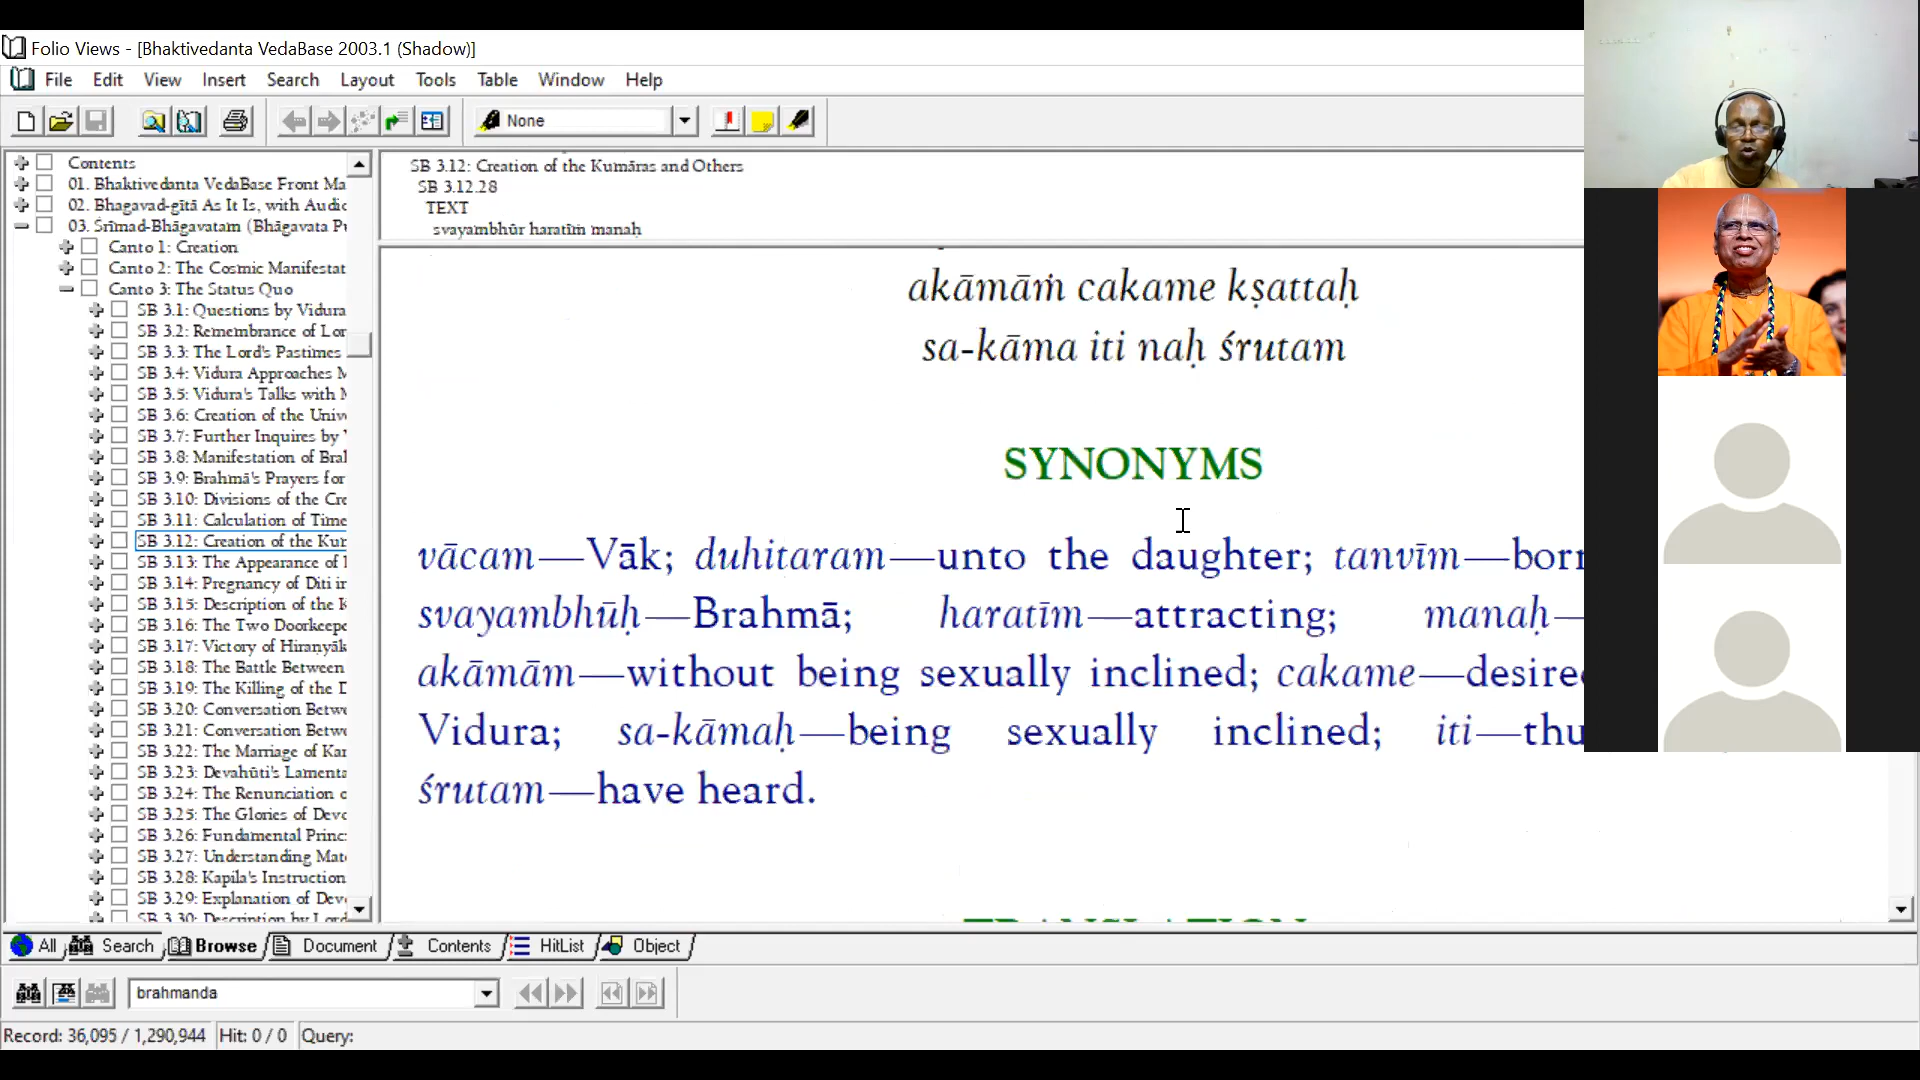 Folio Views - [Bhaktivedanta VedaBase 2003.1 (Shadow)]
File Edit View Insert Search Layout Tools Table Window Help
None
Contents
01. Bhaktivedanta VedaBase Front Ma
02. Bhagavad-gītā As It Is, with Audic
03. Śrīmad-Bhāgavatam (Bhāgavata Pu
Canto 1: Creation
Canto 2: The Cosmic Manifestat
Canto 3: The Status Quo
SB 3.1: Questions by Vidura
SB 3.2: Remembrance of Lor
SB 3.3: The Lord's Pastimes
SB 3.4: Vidura Approaches M
SB 3.5: Vidura's Talks with M
SB 3.6: Creation of the Univ
SB 3.7: Further Inquires by V
SB 3.8: Manifestation of Bral
SB 3.9: Brahmā's Prayers for
SB 3.10: Divisions of the Cre
SB 3.11: Calculation of Time
SB 3.12: Creation of the Kur
SB 3.13: The Appearance of I
SB 3.14: Pregnancy of Diti ir
SB 3.15: Description of the K
SB 3.16: The Two Doorkeepe
SB 3.17: Victory of Hiraṇyāk
SB 3.18: The Battle Between
SB 3.19: The Killing of the D
SB 3.20: Conversation Betwe
SB 3.21: Conversation Betwe
SB 3.22: The Marriage of Kar
SB 3.23: Devahūti's Lamenta
SB 3.24: The Renunciation o
SB 3.25: The Glories of Devo
SB 3.26: Fundamental Princ
SB 3.27: Understanding Mat
SB 3.28: Kapila's Instruction
SB 3.29: Explanation of Dev
SB 3.30: Description by Lord
SB 3.12: Creation of the Kumāras and Others
SB 3.12.28
TEXT
svayambhūr haratīṁ manaḥ
akāmāṁ cakame kṣattaḥ
sa-kāma iti naḥ śrutam
SYNONYMS
vācam—Vāk; duhitaram—unto the daughter; tanvīm—born
svayambhūḥ—Brahmā; haratīm—attracting; manaḥ—
akāmām—without being sexually inclined; cakame—desired
Vidura; sa-kāmaḥ—being sexually inclined; iti—thu
śrutam—have heard.
TRANSLATION
All Search Browse Document Contents HitList Object
brahmanda
Record: 36,095 / 1,290,944 Hit: 0 / 0 Query: